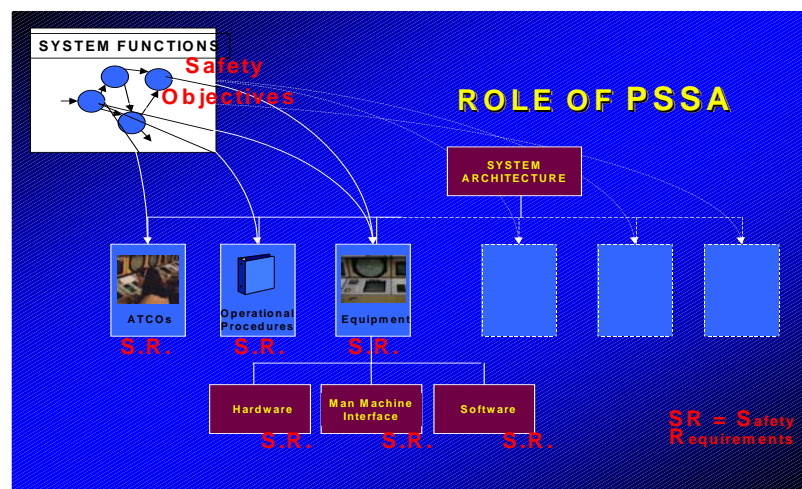 SYSTEM FUNCTIONS
Safety
Objectives
ROLE OF PSSA
SYSTEM
ARCHITECTURE
ATCOs
Operational
Procedures
Equipment
S.R.
S.R.
S.R.
Hardware
Man Machine
Interface
Software
S.R.
S.R.
S.R.
SR = Safety
Requirements